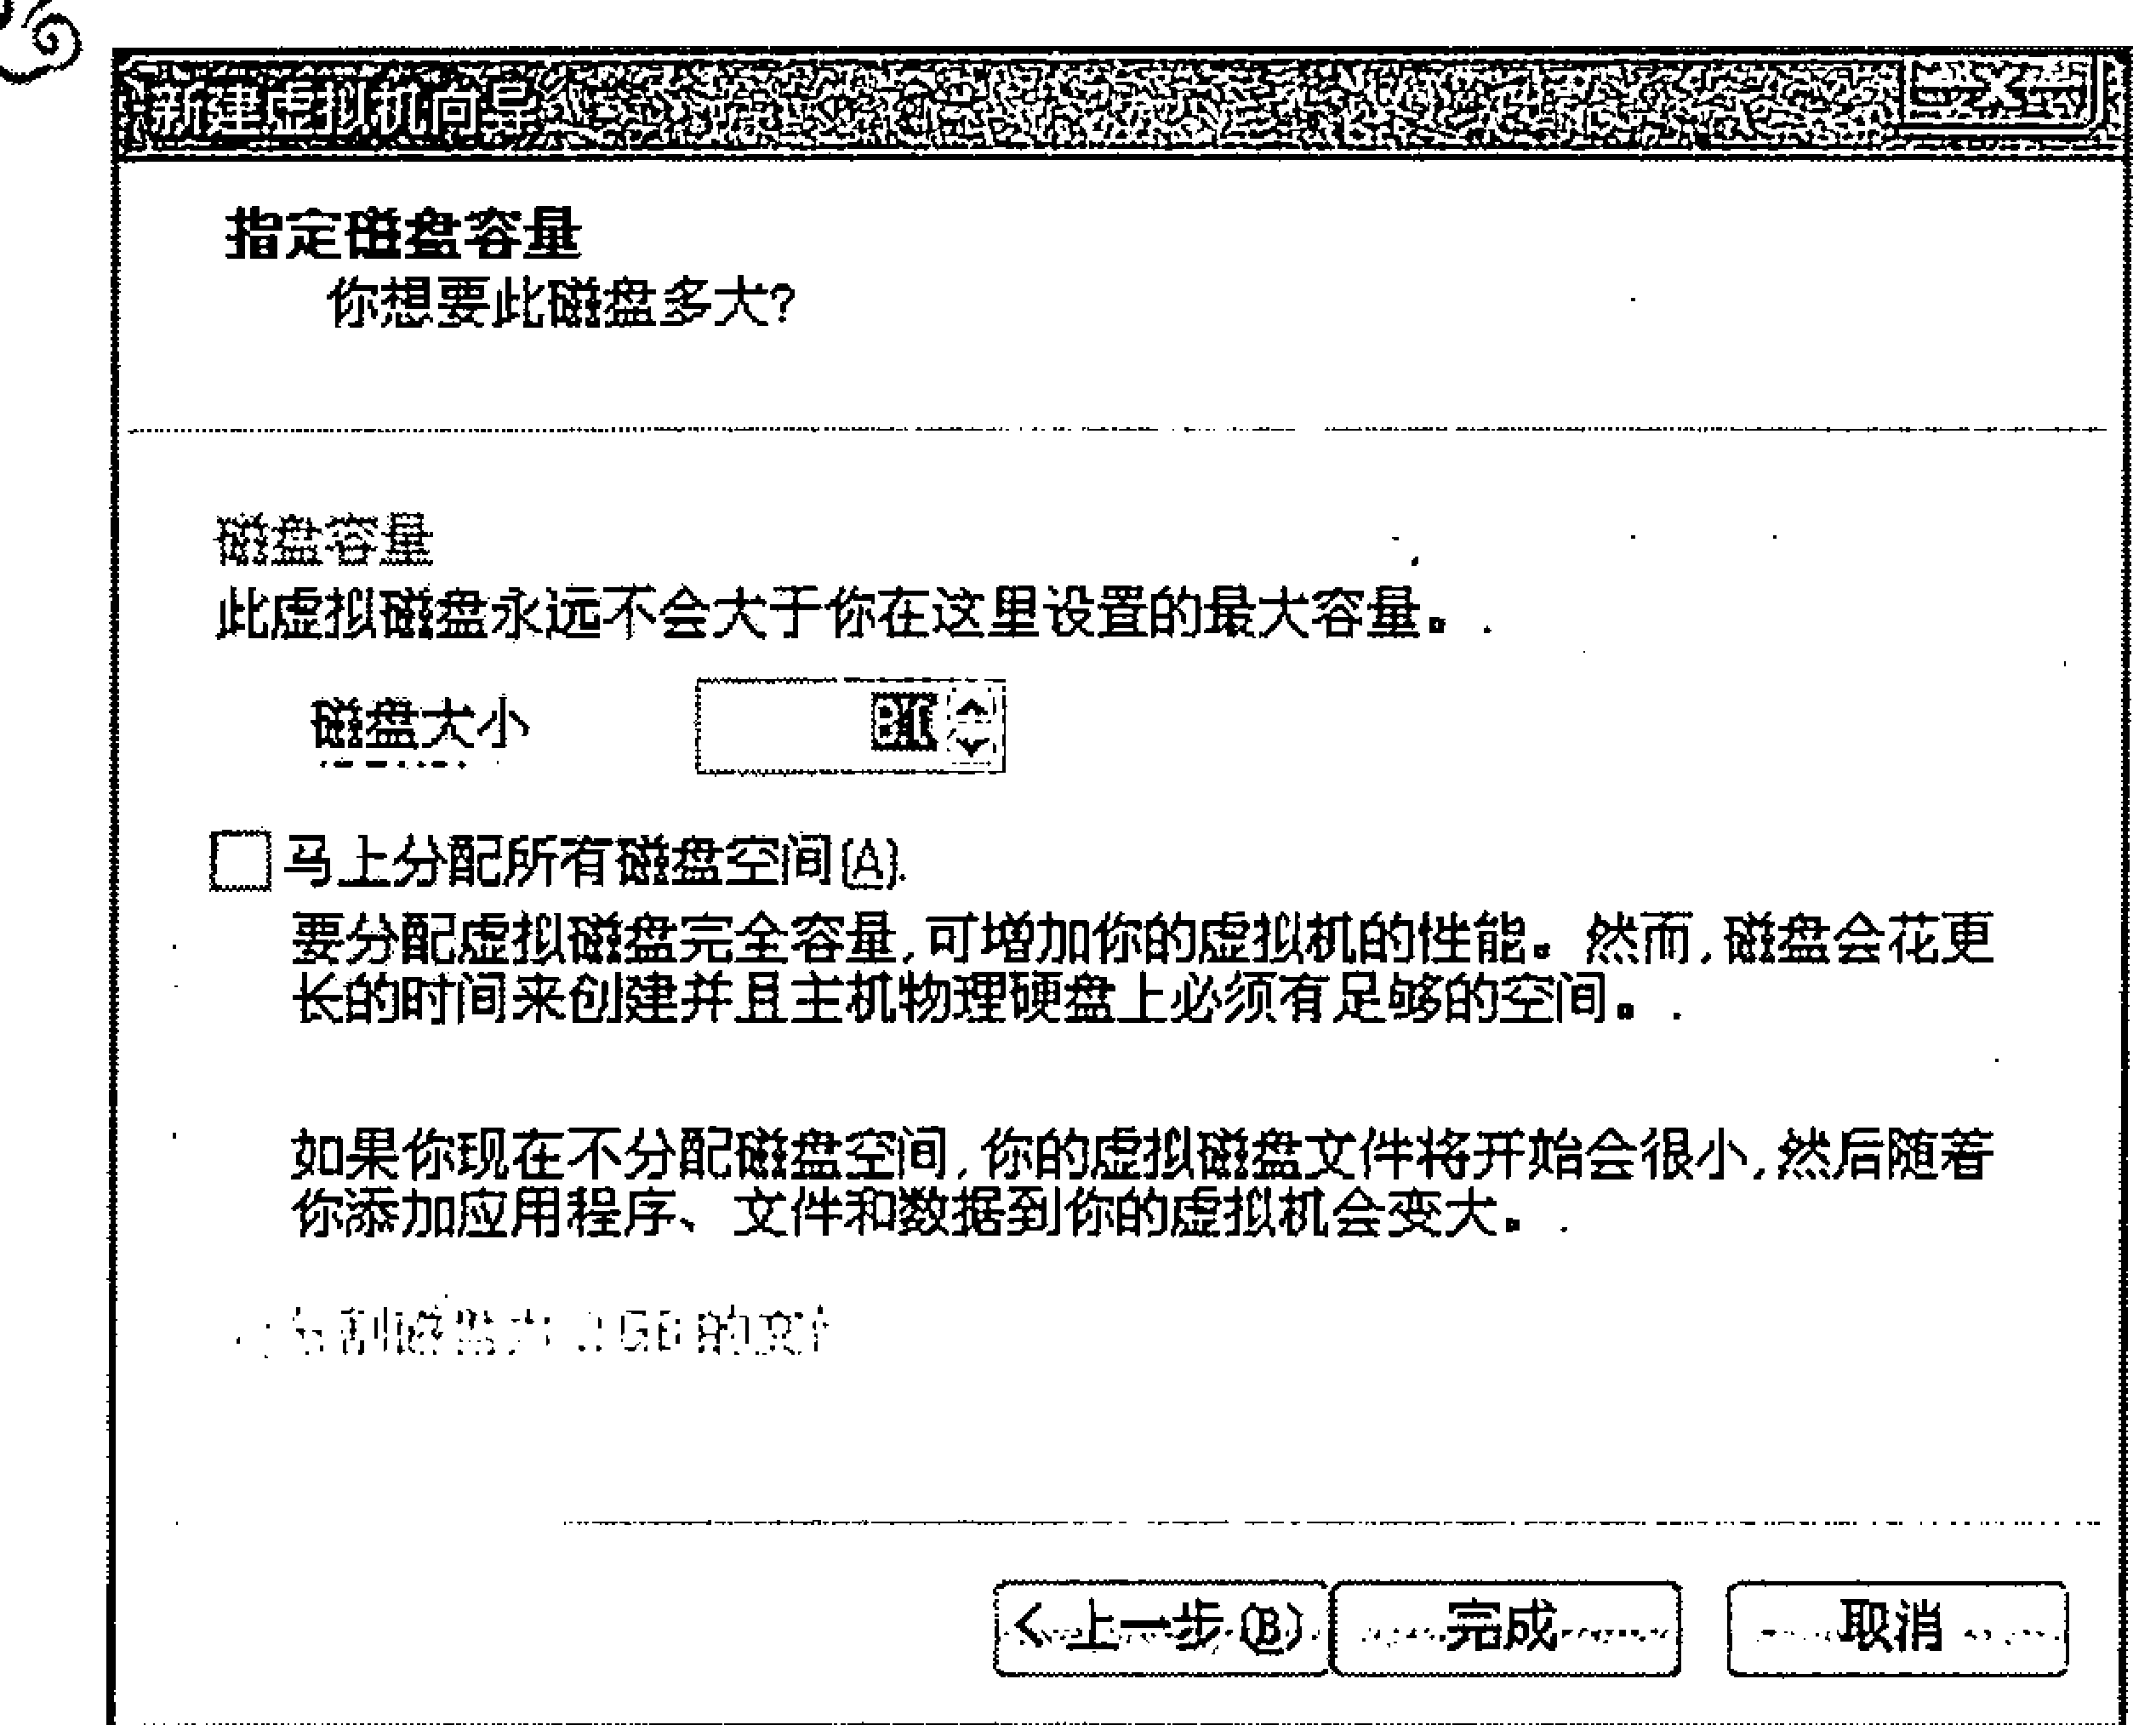 新建虚拟机向导
指定磁盘容量
你想要此磁盘多大?
磁盘容量
此虚拟磁盘永远不会大于你在这里设置的最大容量。
磁盘大小
马上分配所有磁盘空间(A).
要分配虚拟磁盘完全容量,可增加你的虚拟机的性能。然而,磁盘会花更
长的时间来创建并且主机物理硬盘上必须有足够的空间。
如果你现在不分配磁盘空间,你的虚拟磁盘文件将开始会很小,然后随着
你添加应用程序、文件和数据到你的虚拟机会变大。
< 上一步(B)
完成
取消